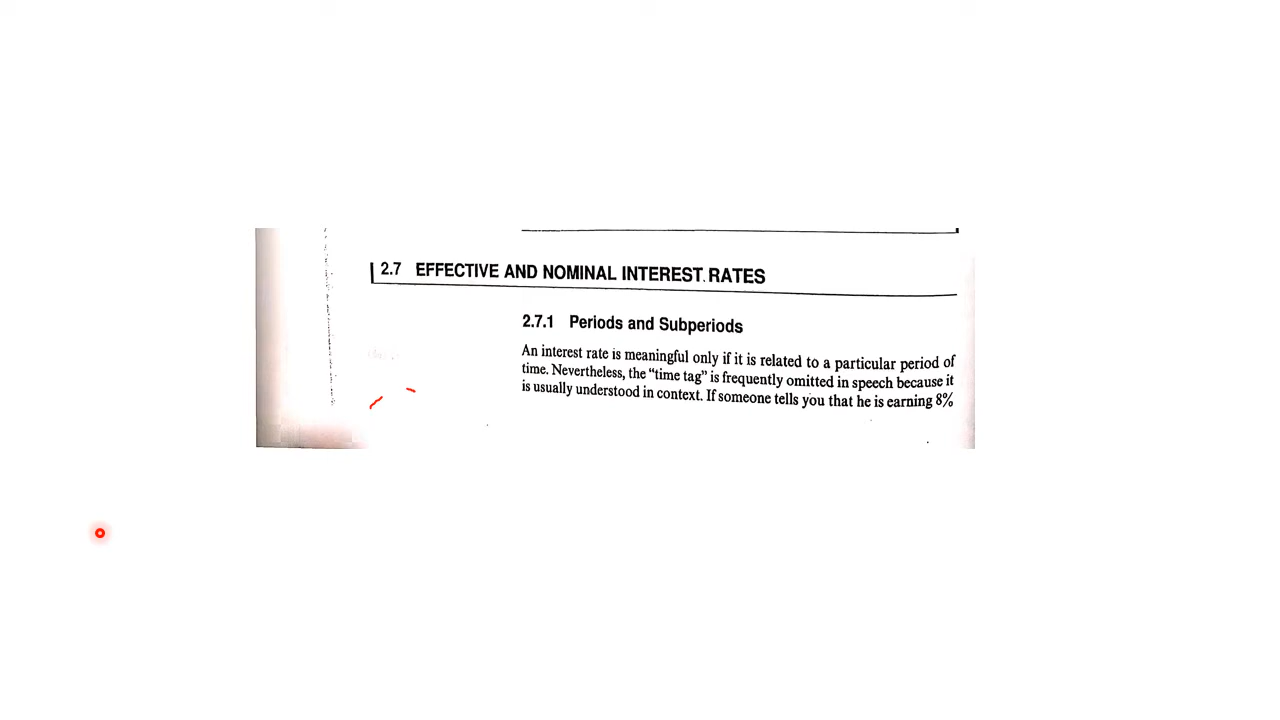 2.7 EFFECTIVE AND NOMINAL INTEREST RATES
2.7.1 Periods and Subperiods
An interest rate is meaningful only if it is related to a particular period of
time. Nevertheless, the “time tag” is frequently omitted in speech because it
is usually understood in context. If someone tells you that he is earning 8%